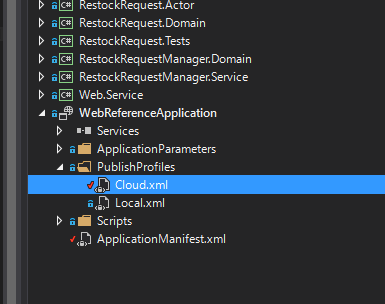 RestockRequest.Actor
C# RestockRequest.Domain
C# RestockRequest.Tests
C# RestockRequestManager.Domain
C# RestockRequestManager.Service
C# Web.Service
WebReferenceApplication
Services
ApplicationParameters
PublishProfiles
Cloud.xml
Local.xml
Scripts
ApplicationManifest.xml